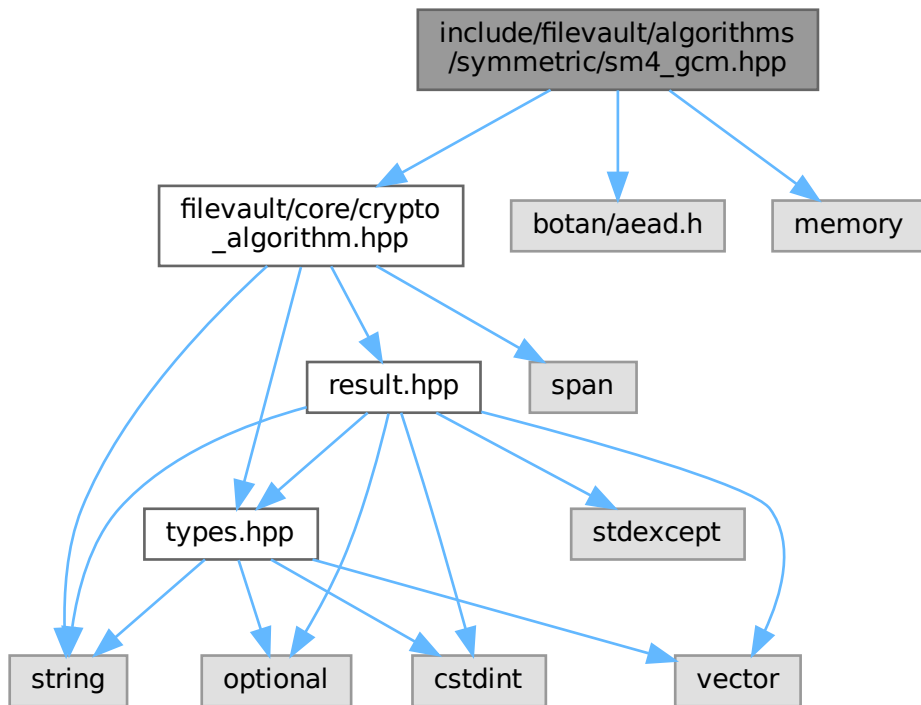 include/filevault/algorithms
/symmetric/sm4_gcm.hpp
filevault/core/crypto
_algorithm.hpp
botan/aead.h
memory
result.hpp
span
types.hpp
stdexcept
string
optional
cstdint
vector